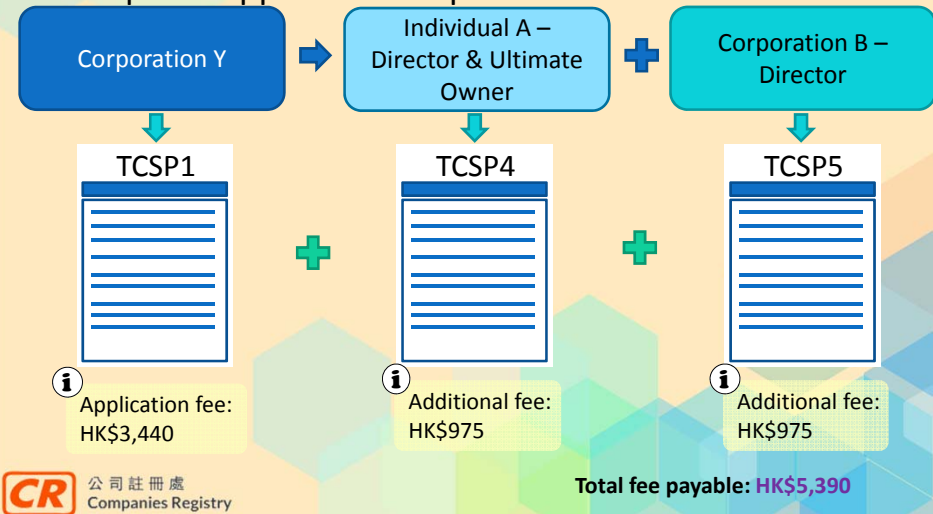 Corporation Y
Individual A –
Director & Ultimate
Owner
Corporation B –
Director
TCSP1
TCSP4
TCSP5
i
Application fee:
HK$3,440
i
Additional fee:
HK$975
i
Additional fee:
HK$975
CR
公司註冊處
Companies Registry
Total fee payable: HK$5,390